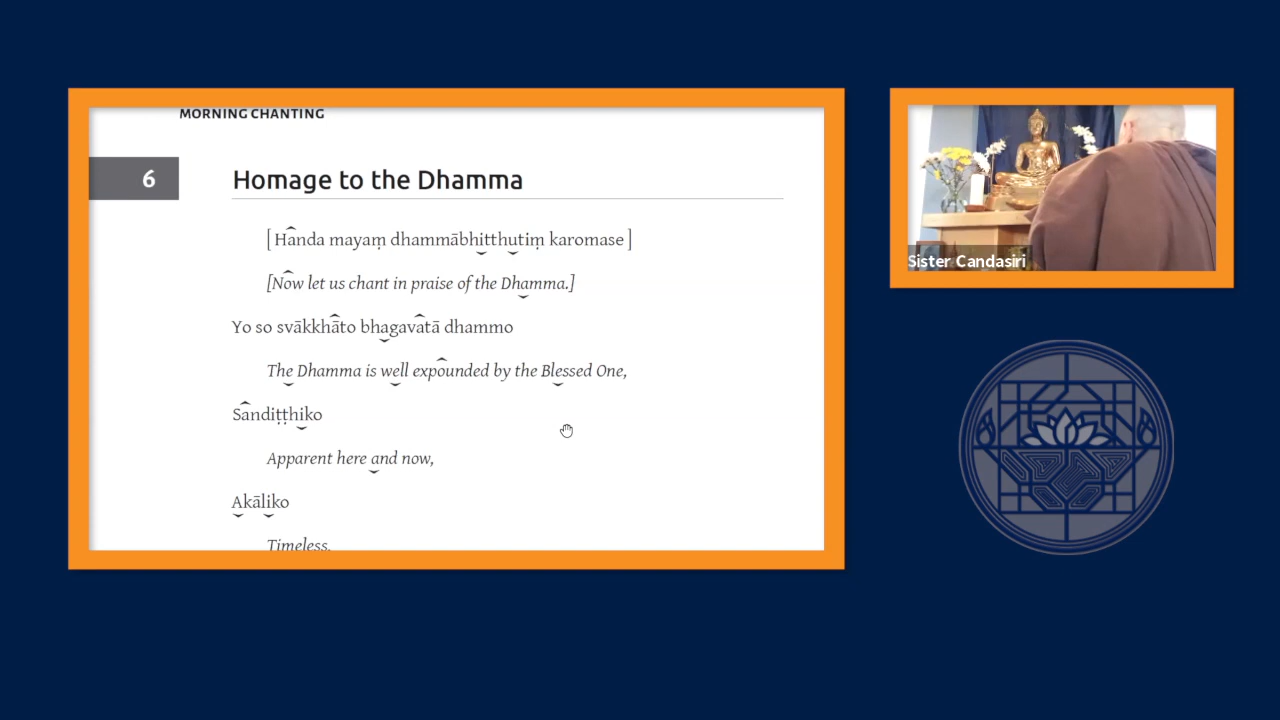 MORNING CHANTING
6
Homage to the Dhamma
[ Handa mayaṃ dhammābhitthutiṃ karomase ]
[Now let us chant in praise of the Dhamma.]
Yo so svākkhāto bhagavatā dhammo
The Dhamma is well expounded by the Blessed One,
Sandiṭṭhiko
Apparent here and now,
Akāliko
Timeless,
Sister Candasiri